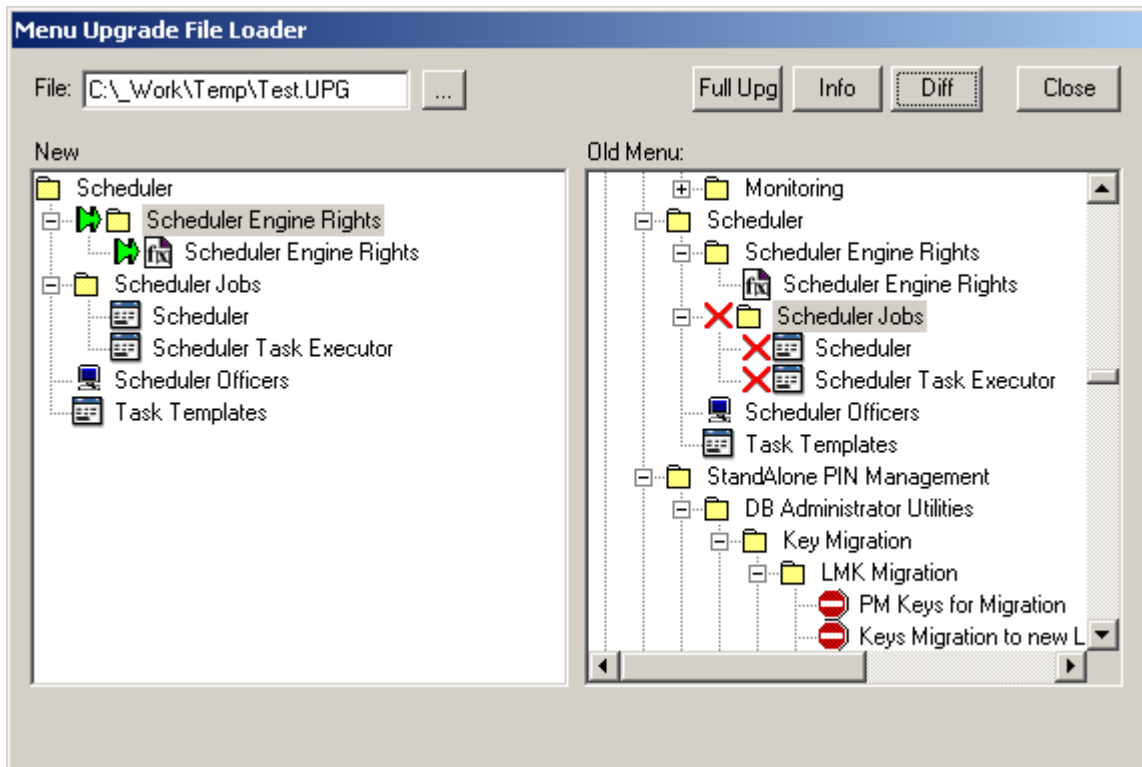 Menu Upgrade File Loader
File: C:\_Work\Temp\Test.UPG ... Full Upg Info Diff Close
New
Scheduler
Scheduler Engine Rights
Scheduler Engine Rights
Scheduler Jobs
Scheduler
Scheduler Task Executor
Scheduler Officers
Task Templates
Old Menu:
Monitoring
Scheduler
Scheduler Engine Rights
Scheduler Engine Rights
Scheduler Jobs
Scheduler
Scheduler Task Executor
Scheduler Officers
Task Templates
StandAlone PIN Management
DB Administrator Utilities
Key Migration
LMK Migration
PM Keys for Migration
Keys Migration to new L